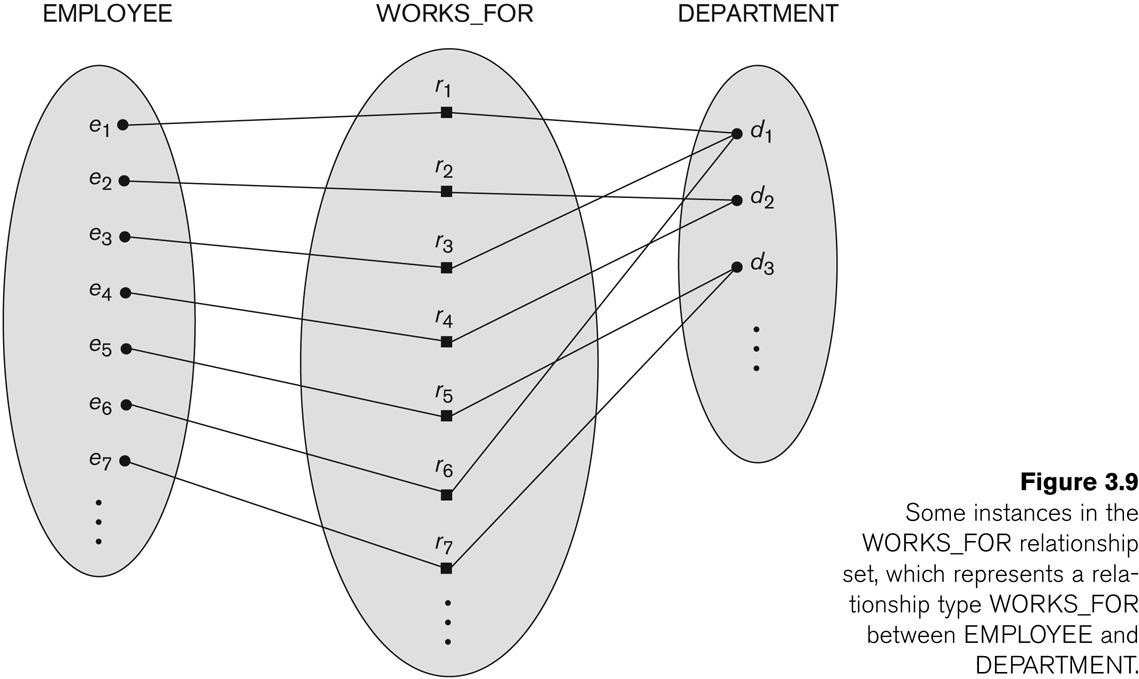 EMPLOYEE
WORKS_FOR
DEPARTMENT
e1
e2
e3
e4
e5
e6
e7
r1
r2
r3
r4
r5
r6
r7
d1
d2
d3
Figure 3.9
Some instances in the
WORKS_FOR relationship
set, which represents a rela-
tionship type WORKS_FOR
between EMPLOYEE and
DEPARTMENT.